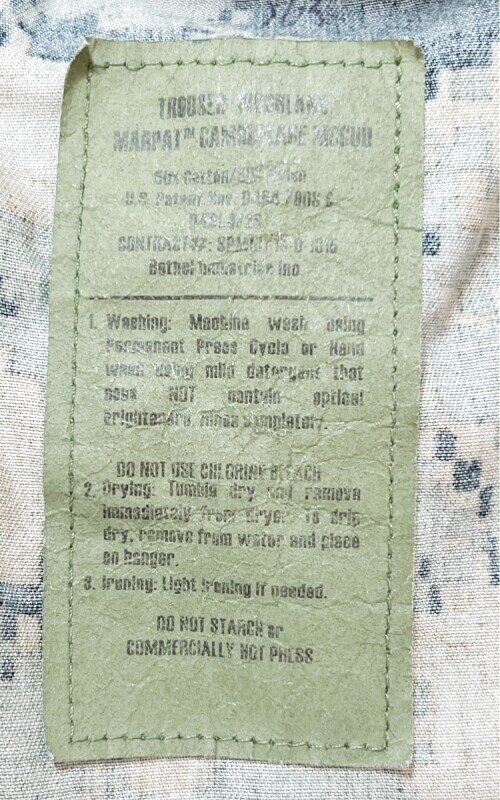 TROUSER WOODLAND
MARPAT™ CAMOUFLAGE MCCUU
50% Cotton/50% Nylon
U.S. Patent Nos.
CONTRACT#:
Bethel Industries Inc
1. Washing: Machine wash using
Permanent Press Cycle or Hand
wash using mild detergent that
does NOT contain optical
brighteners. Rinse completely.
DO NOT USE CHLORINE BLEACH
2. Drying: Tumble dry and remove
immediately from dryer. To drip
dry, remove from water and place
on hanger.
3. Ironing: Light ironing if needed.
DO NOT STARCH or
COMMERCIALLY HOT PRESS